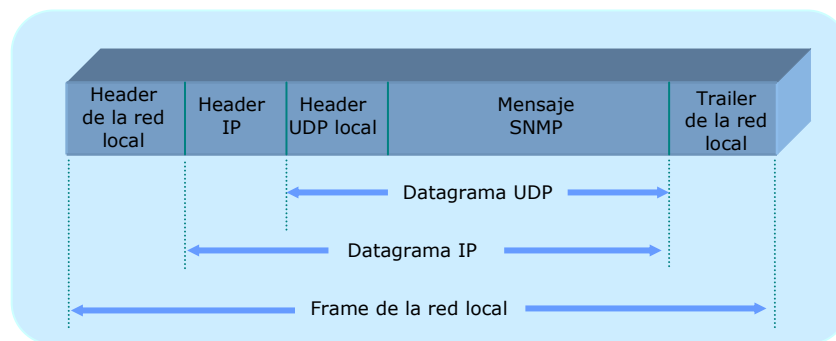 Header
de la red
local
Header
IP
Header
UDP local
Mensaje
SNMP
Trailer
de la red
local
Datagrama UDP
Datagrama IP
Frame de la red local